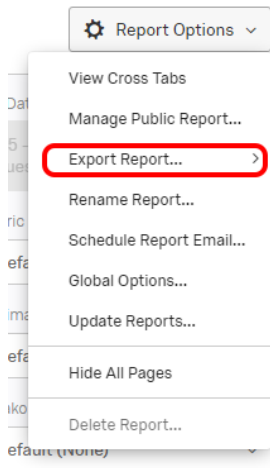 Report Options
View Cross Tabs
Manage Public Report...
Export Report...
Rename Report...
Schedule Report Email...
Global Options...
Update Reports...
Hide All Pages
Delete Report...
efault (None)